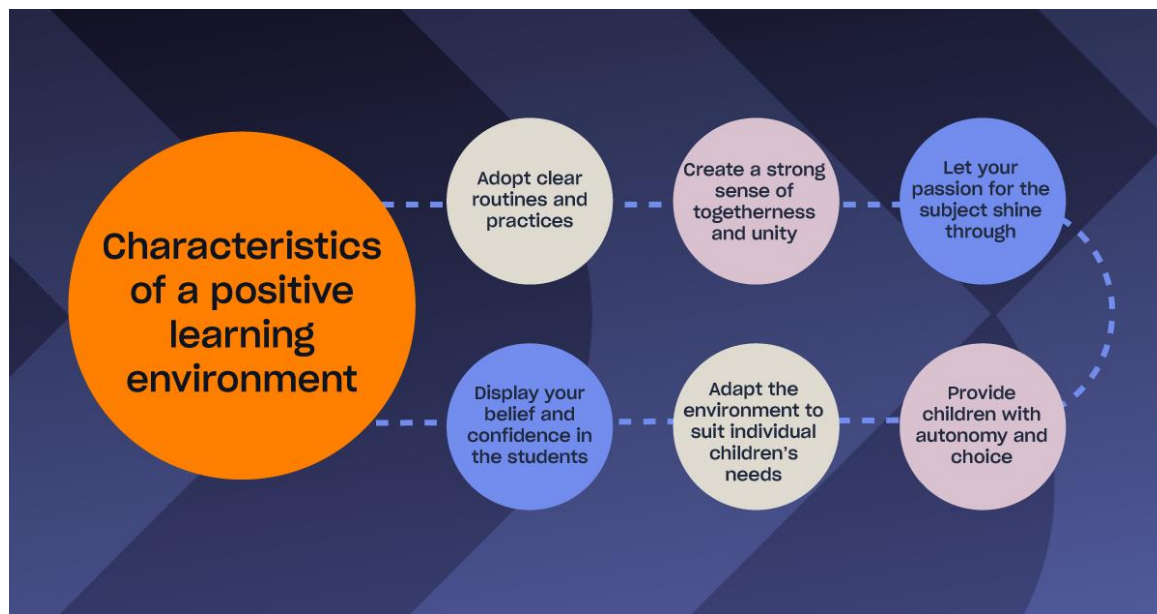 Characteristics
of a positive
learning
environment
Adopt clear
routines and
practices
Create a strong
sense of
togetherness
and unity
Let your
passion for the
subject shine
through
Display your
belief and
confidence in
the students
Adapt the
environment to
suit individual
children’s
needs
Provide
children with
autonomy and
choice